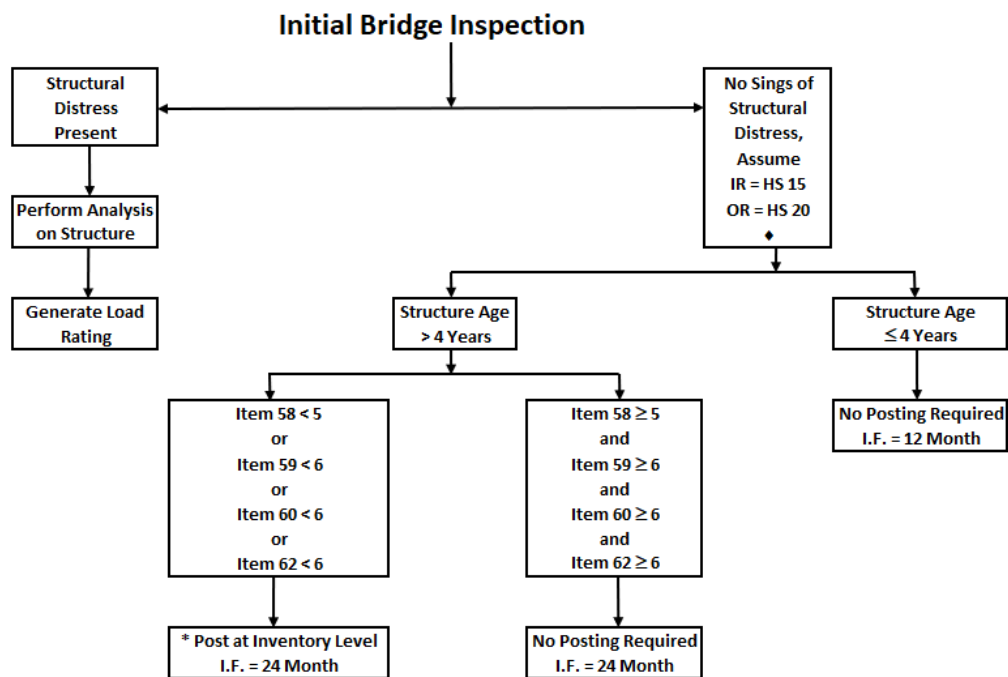 Initial Bridge Inspection
Structural
Distress
Present
No Sings of
Structural
Distress,
Assume
IR = HS 15
OR = HS 20
♦
Perform Analysis
on Structure
Generate Load
Rating
Structure Age
> 4 Years
Structure Age
≤ 4 Years
Item 58 < 5
or
Item 59 < 6
or
Item 60 < 6
or
Item 62 < 6
Item 58 ≥ 5
and
Item 59 ≥ 6
and
Item 60 ≥ 6
and
Item 62 ≥ 6
No Posting Required
I.F. = 12 Month
* Post at Inventory Level
I.F. = 24 Month
No Posting Required
I.F. = 24 Month